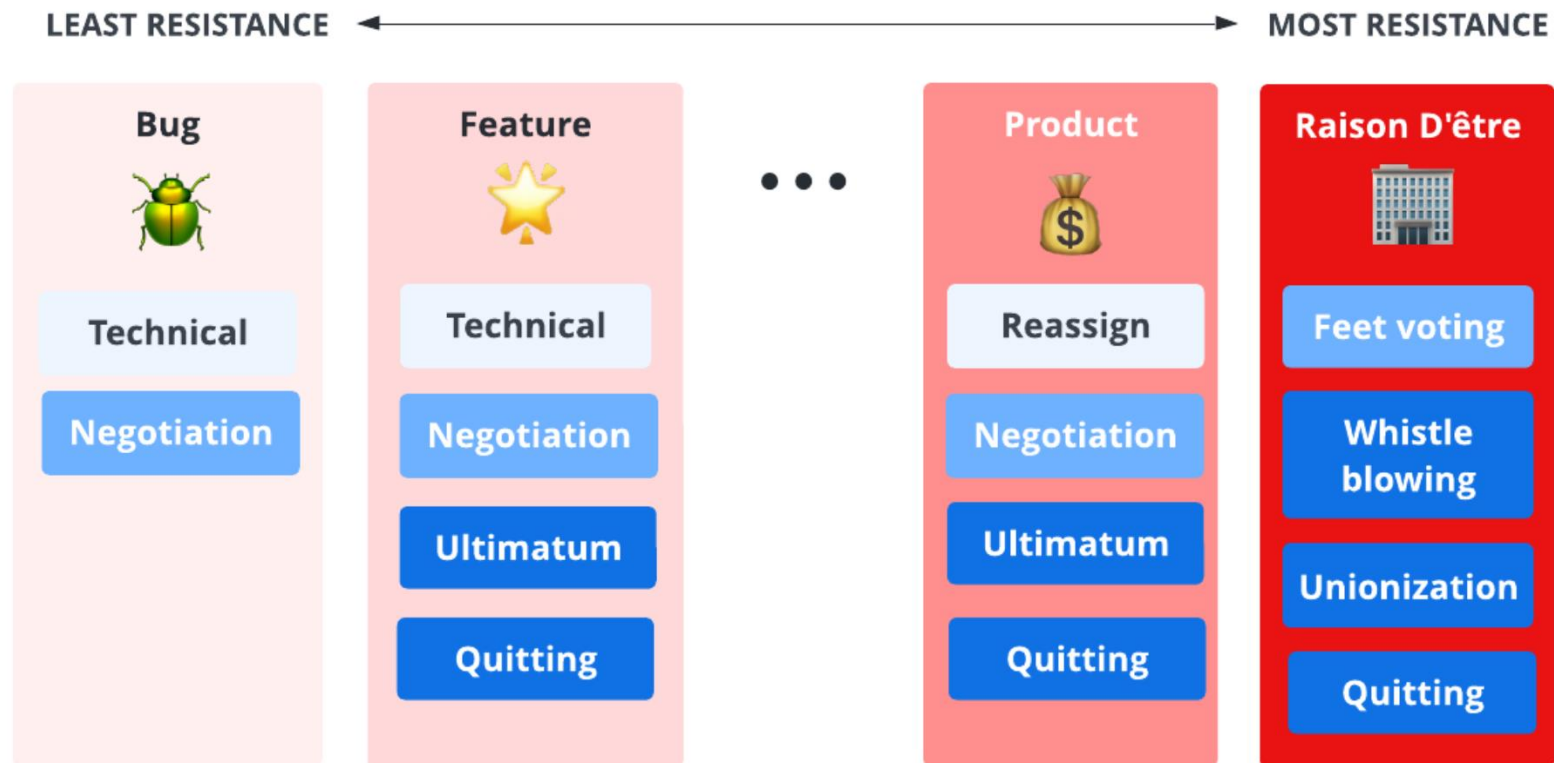 LEAST RESISTANCE
MOST RESISTANCE
Bug
Technical
Negotiation
Feature
Technical
Negotiation
Ultimatum
Quitting
•••
Product
$
Reassign
Negotiation
Ultimatum
Quitting
Raison D'être
Feet voting
Whistle
blowing
Unionization
Quitting